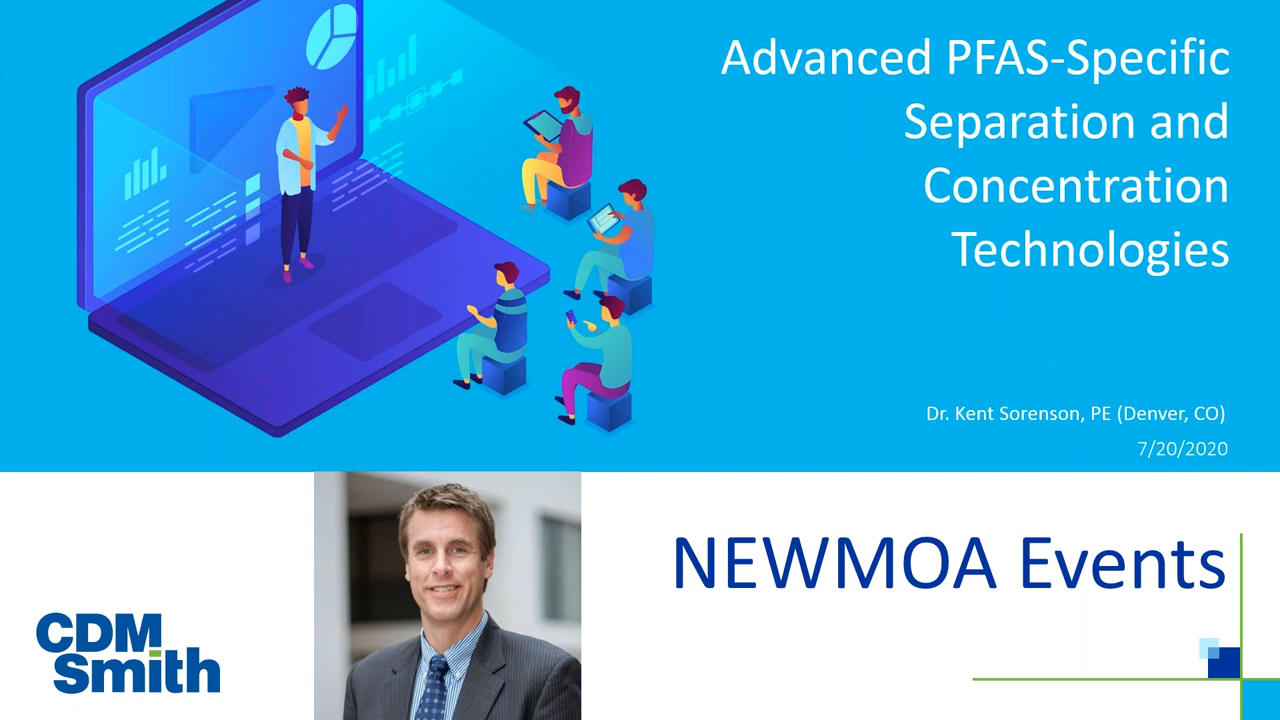 Advanced PFAS-Specific
Separation and
Concentration
Technologies
Dr. Kent Sorenson, PE (Denver, CO)
7/20/2020
NEWMOA Events
CDM
Smith